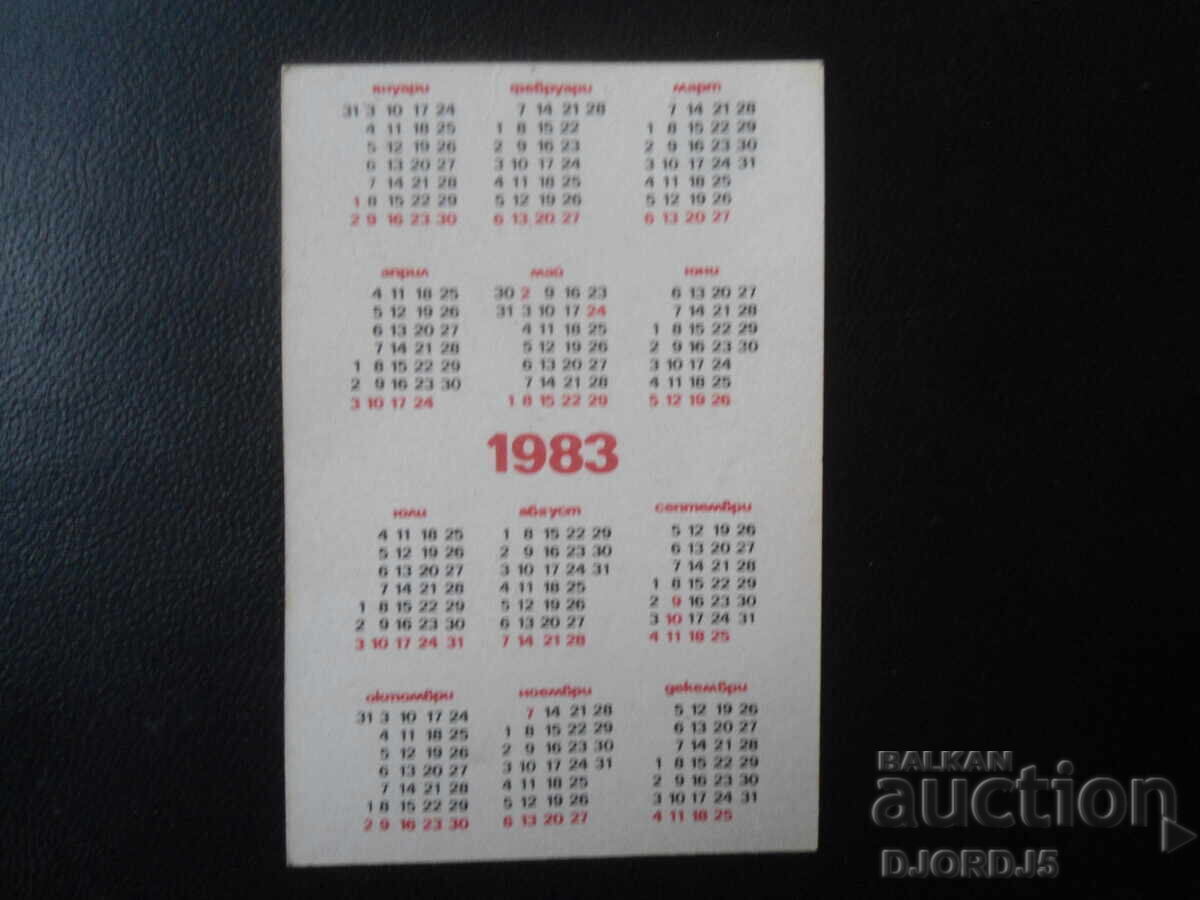 януари февруари март
31 3 10 17 24 7 14 21 28 7 14 21 28
4 11 18 25 1 8 15 22 1 8 15 22 29
5 12 19 26 2 9 16 23 2 9 16 23 30
6 13 20 27 3 10 17 24 3 10 17 24 31
7 14 21 28 4 11 18 25 4 11 18 25
1 8 15 22 29 5 12 19 26 5 12 19 26
2 9 16 23 30 6 13 20 27 6 13 20 27
април май юни
4 11 18 25 30 2 9 16 23 6 13 20 27
5 12 19 26 31 3 10 17 24 7 14 21 28
6 13 20 27 4 11 18 25 1 8 15 22 29
7 14 21 28 5 12 19 26 2 9 16 23 30
1 8 15 22 29 6 13 20 27 3 10 17 24
2 9 16 23 30 7 14 21 28 4 11 18 25
3 10 17 24 1 8 15 22 29 5 12 19 26
1983
юли август септември
4 11 18 25 1 8 15 22 29 5 12 19 26
5 12 19 26 2 9 16 23 30 6 13 20 27
6 13 20 27 3 10 17 24 31 7 14 21 28
7 14 21 28 4 11 18 25 1 8 15 22 29
1 8 15 22 29 5 12 19 26 2 9 16 23 30
2 9 16 23 30 6 13 20 27 3 10 17 24 31
3 10 17 24 31 7 14 21 28 4 11 18 25
октомври ноември декември
31 3 10 17 24 7 14 21 28 5 12 19 26
4 11 18 25 1 8 15 22 29 6 13 20 27
5 12 19 26 2 9 16 23 30 7 14 21 28
6 13 20 27 3 10 17 24 31 1 8 15 22 29
7 14 21 28 4 11 18 25 2 9 16 23 30
1 8 15 22 29 5 12 19 26 3 10 17 24 31
2 9 16 23 30 6 13 20 27 4 11 18 25
BALKAN
auction
DJORDJ5